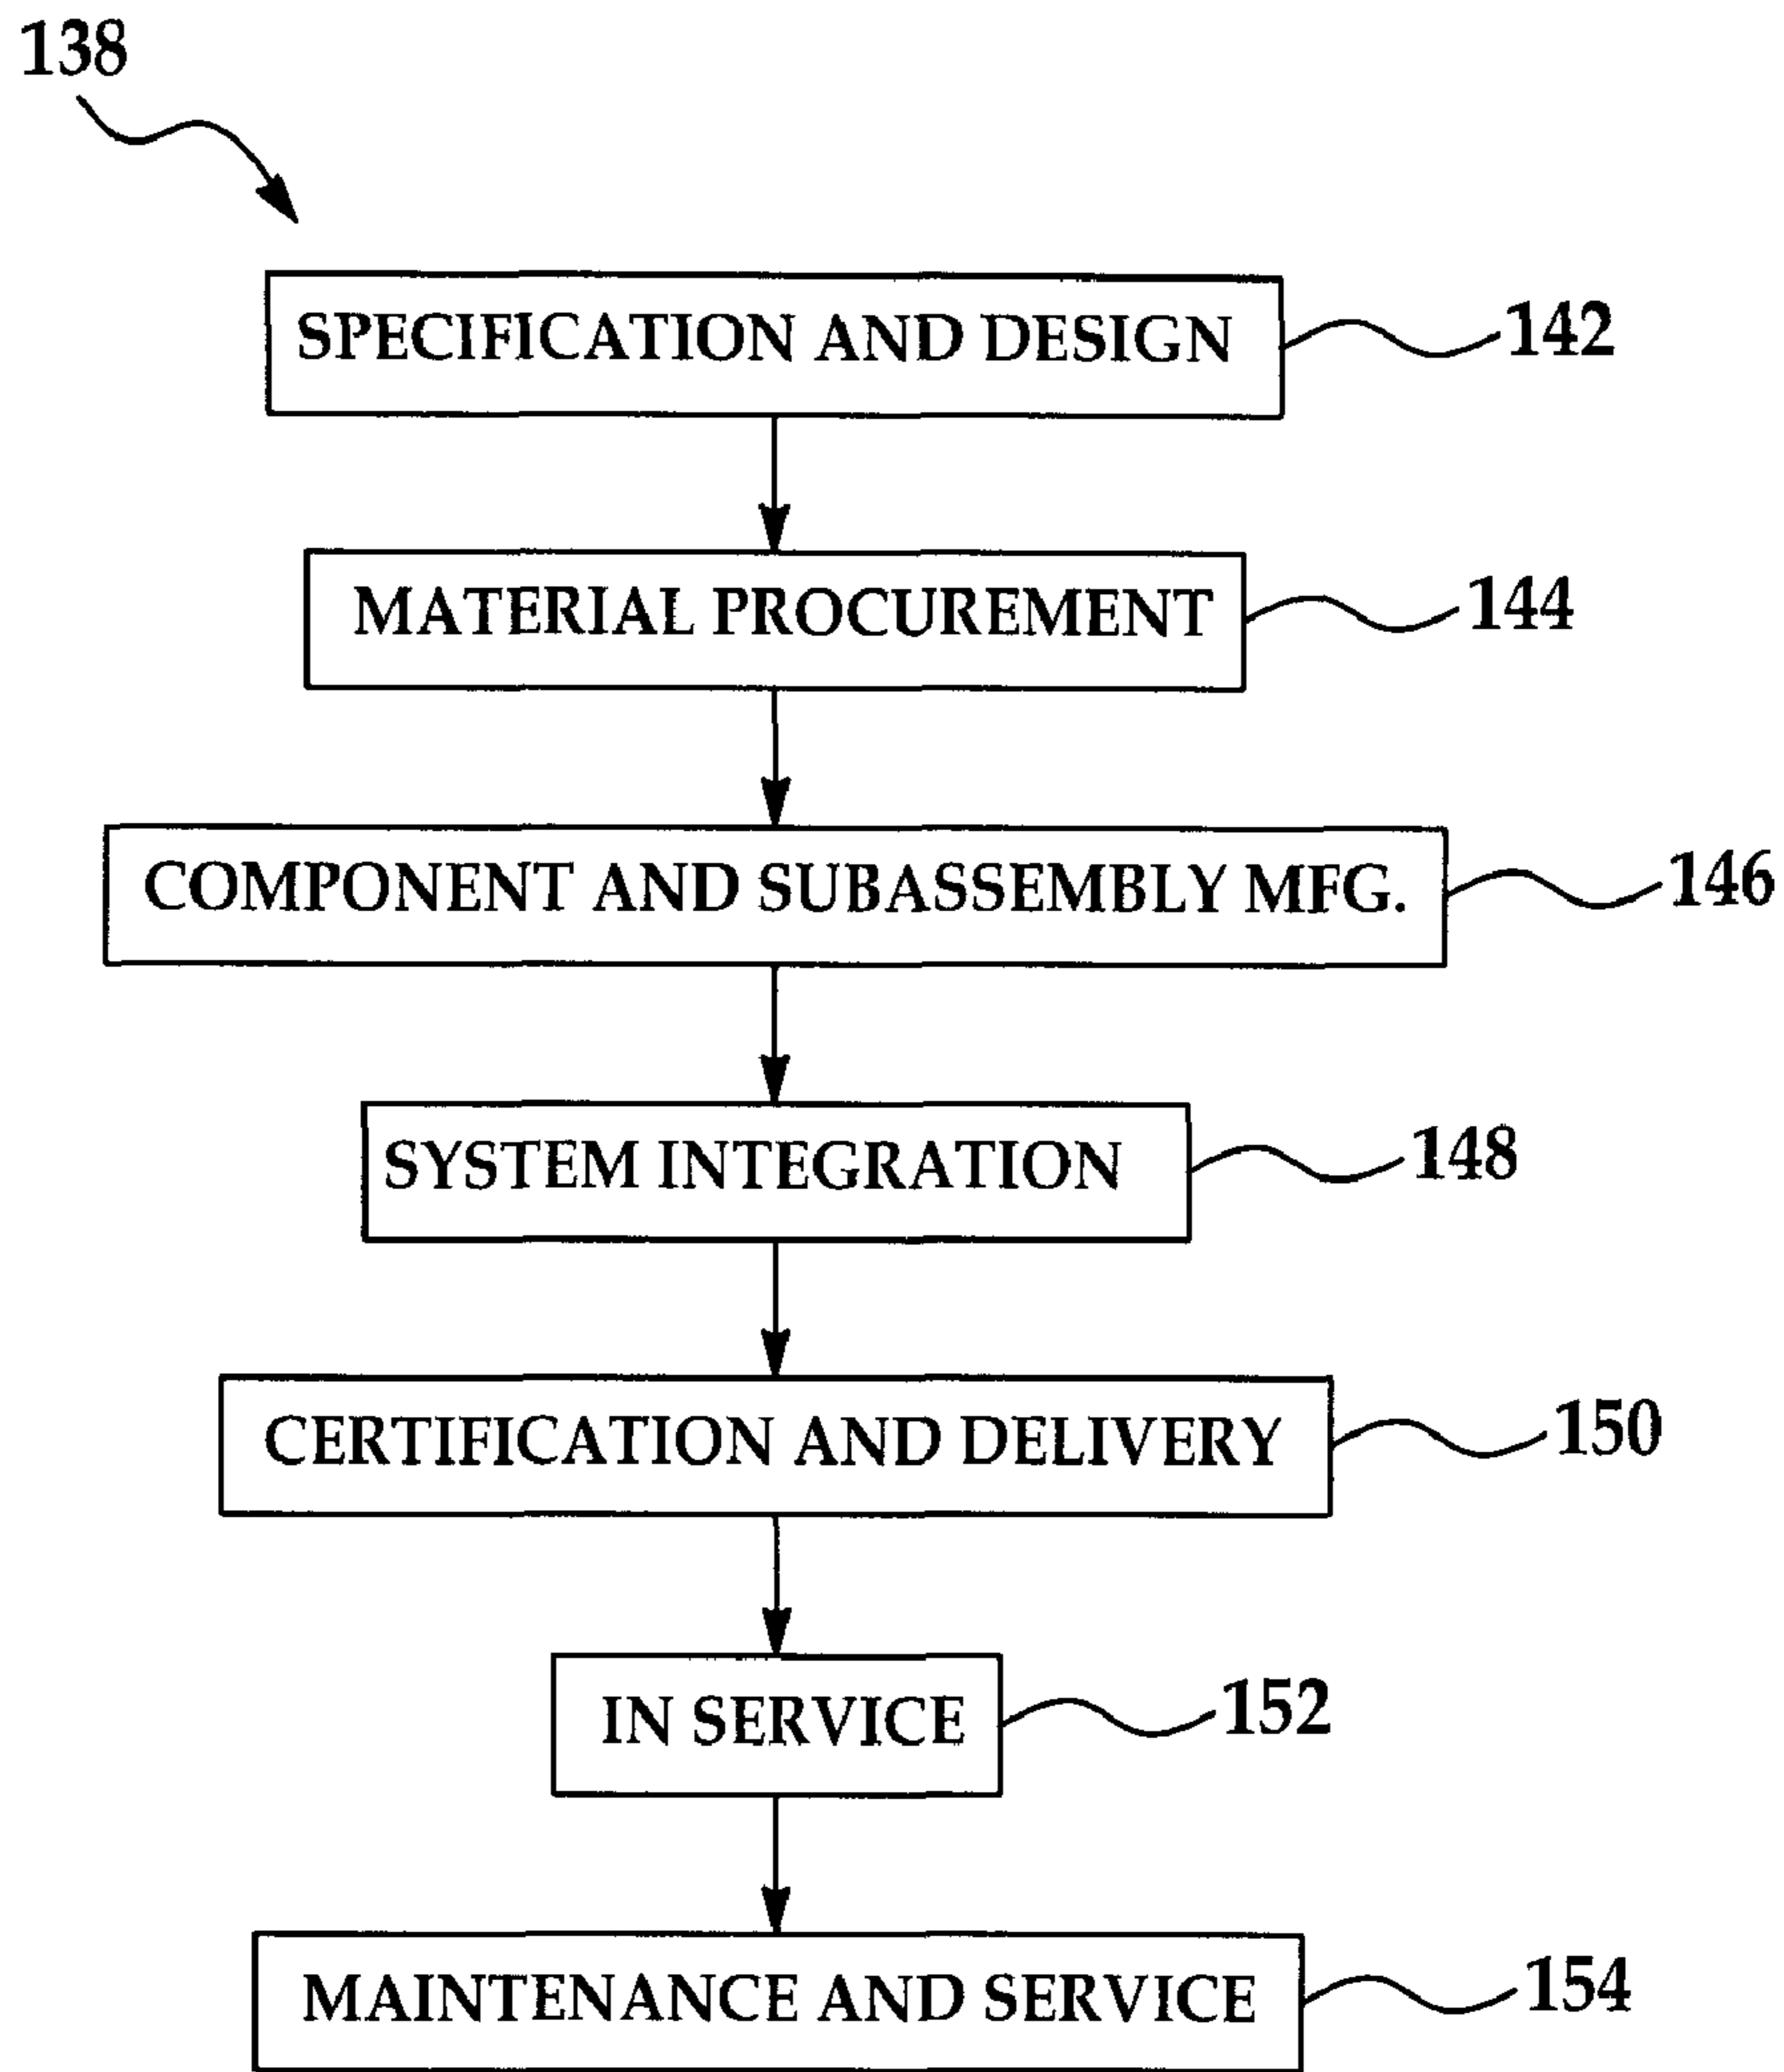 138
SPECIFICATION AND DESIGN 142
MATERIAL PROCUREMENT 144
COMPONENT AND SUBASSEMBLY MFG. 146
SYSTEM INTEGRATION 148
CERTIFICATION AND DELIVERY 150
IN SERVICE 152
MAINTENANCE AND SERVICE 154